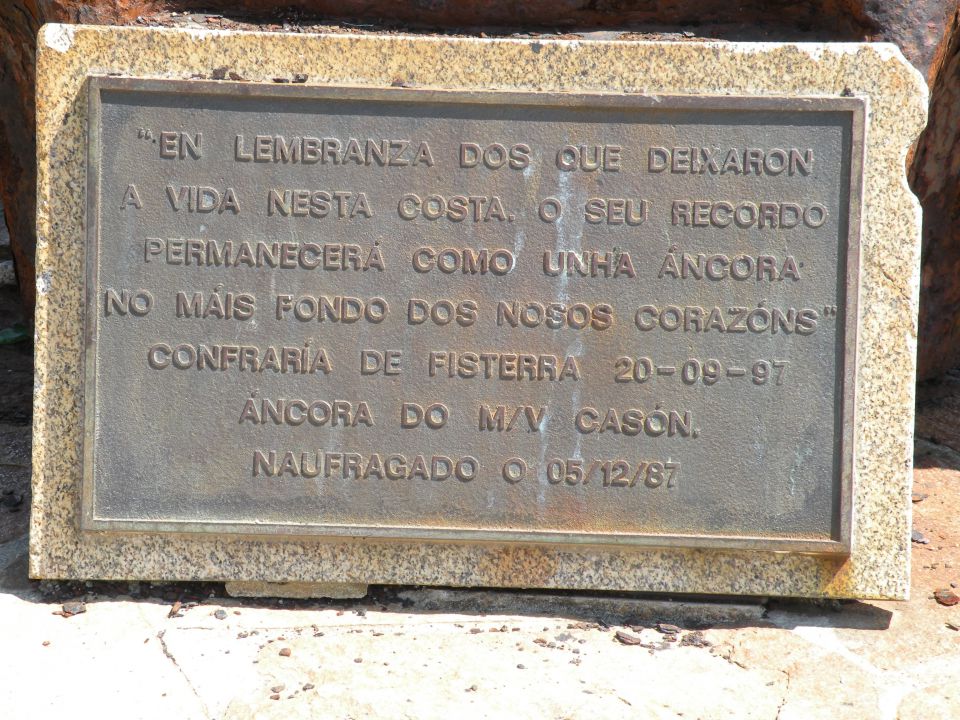 "EN LEMBRANZA DOS QUE DEIXARON
A VIDA NESTA COSTA. O SEU RECORDO
PERMANECERÁ COMO UNHA ÁNCORA
NO MÁIS FONDO DOS NOSOS CORAZÓNS"
CONFRARÍA DE FISTERRA 20-09-97
ÁNCORA DO M/V CASÓN.
NAUFRAGADO O 05/12/87